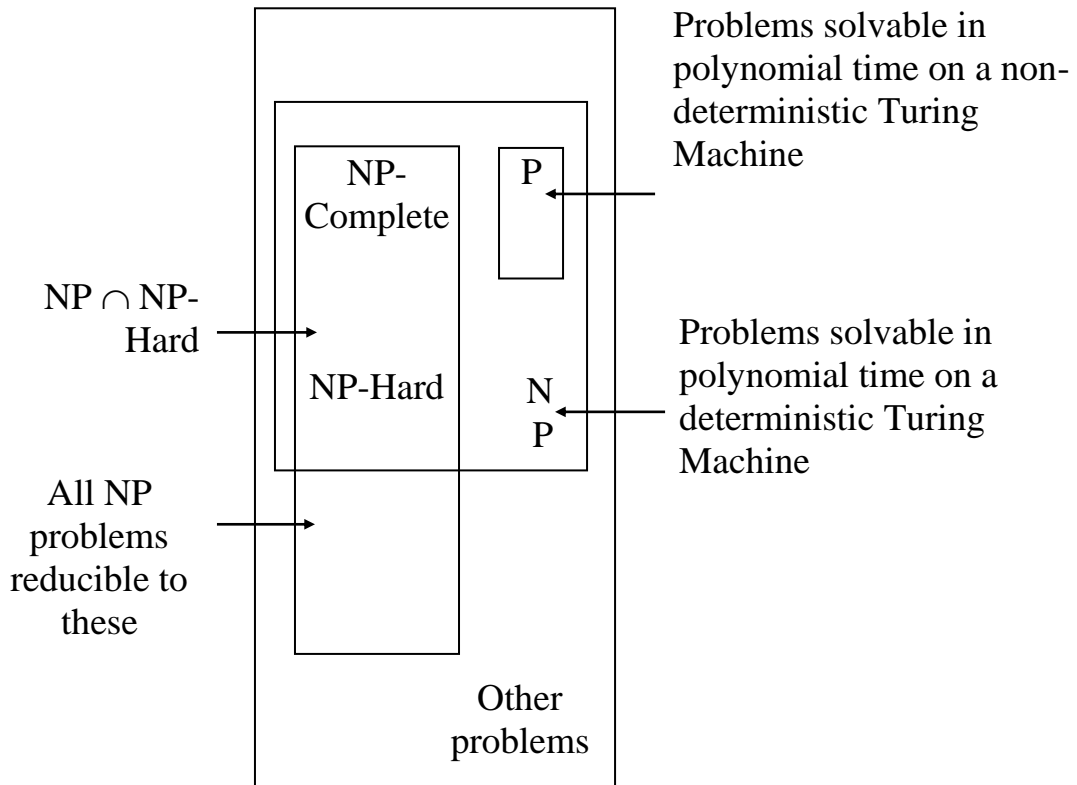 Problems solvable in
polynomial time on a non-
deterministic Turing
Machine
NP-
Complete
P
NP ∩ NP-
Hard
NP-Hard
N
P
Problems solvable in
polynomial time on a
deterministic Turing
Machine
All NP
problems
reducible to
these
Other
problems